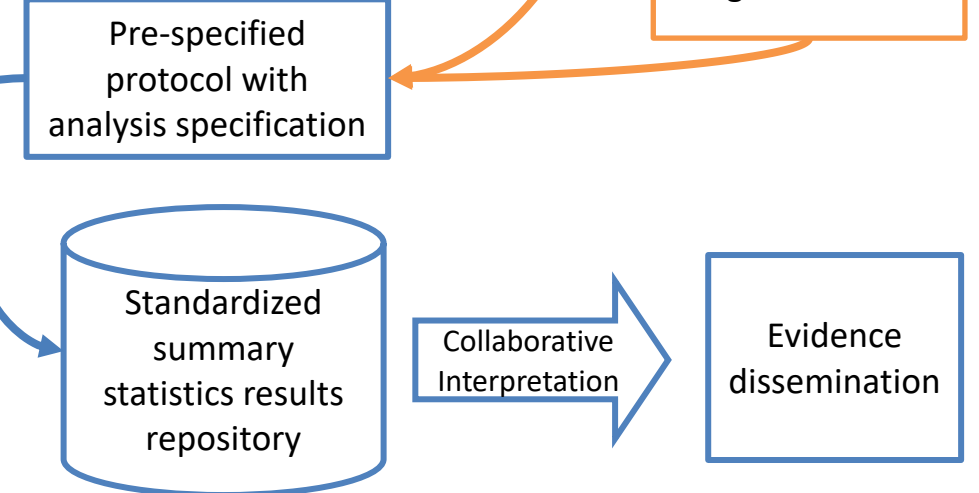 Pre-specified
protocol with
analysis specification
Standardized
summary
statistics results
repository
Collaborative
Interpretation
Evidence
dissemination